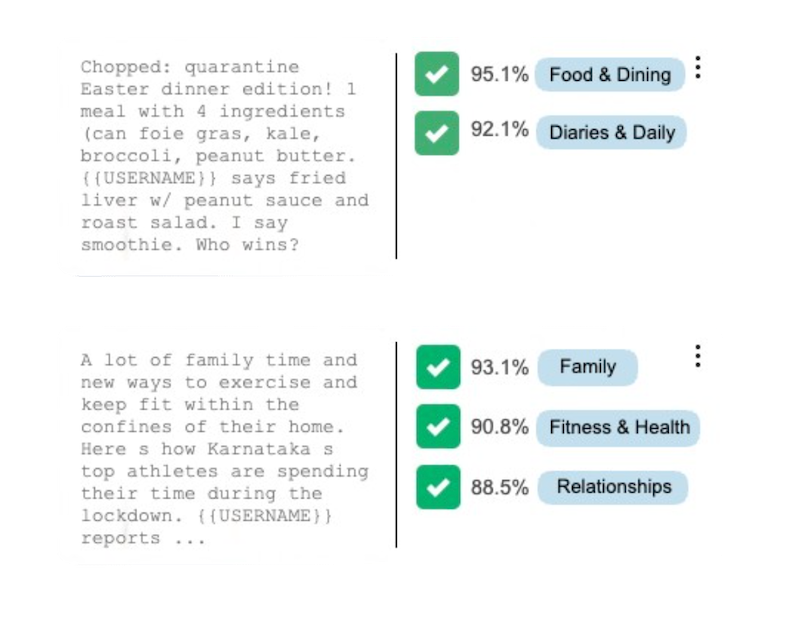 Chopped: quarantine
Easter dinner edition! 1
meal with 4 ingredients
(can foie gras, kale,
broccoli, peanut butter.
{{USERNAME}} says fried
liver w/ peanut sauce and
roast salad. I say
smoothie. Who wins?
95.1% Food & Dining
92.1% Diaries & Daily
A lot of family time and
new ways to exercise and
keep fit within the
confines of their home.
Here s how Karnataka s
top athletes are spending
their time during the
lockdown. {{USERNAME}}
reports ...
93.1% Family
90.8% Fitness & Health
88.5% Relationships